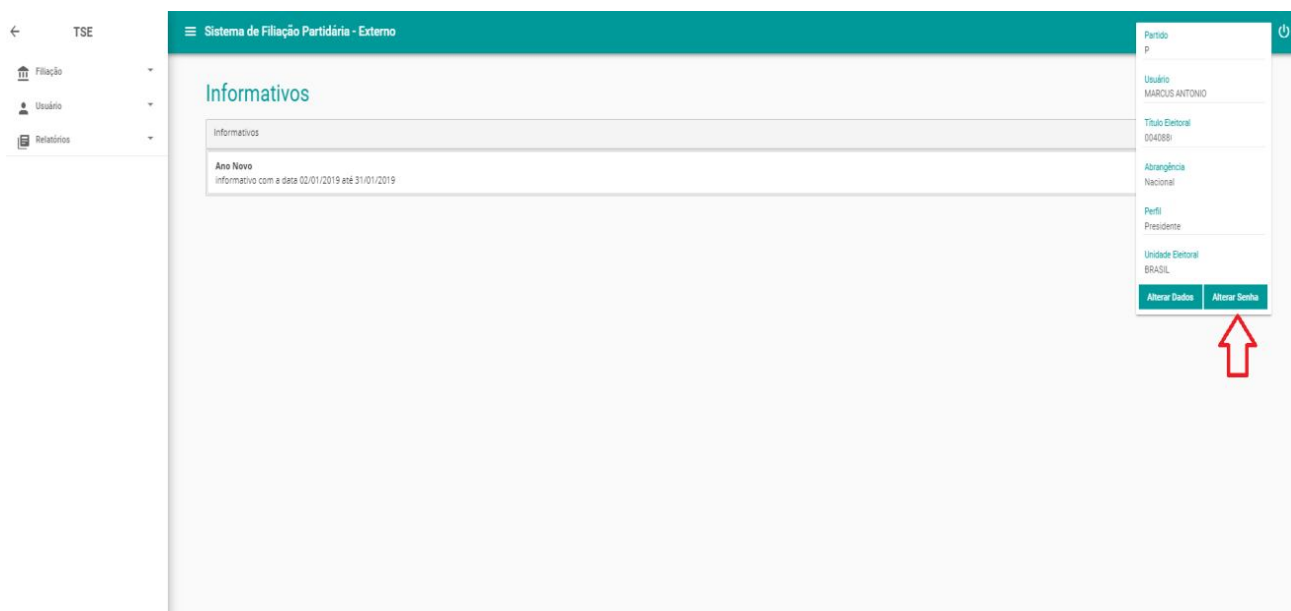 TSE
Filiação
Usuário
Relatórios
Sistema de Filiação Partidária - Externo
Informativos
Informativos
Ano Novo
informativo com a data 02/01/2019 até 31/01/2019
Partido
P
Usuário
MARCUS ANTONIO
Título Eleitoral
004088
Abrangência
Nacional
Perfil
Presidente
Unidade Eleitoral
BRASIL
Alterar Dados Alterar Senha